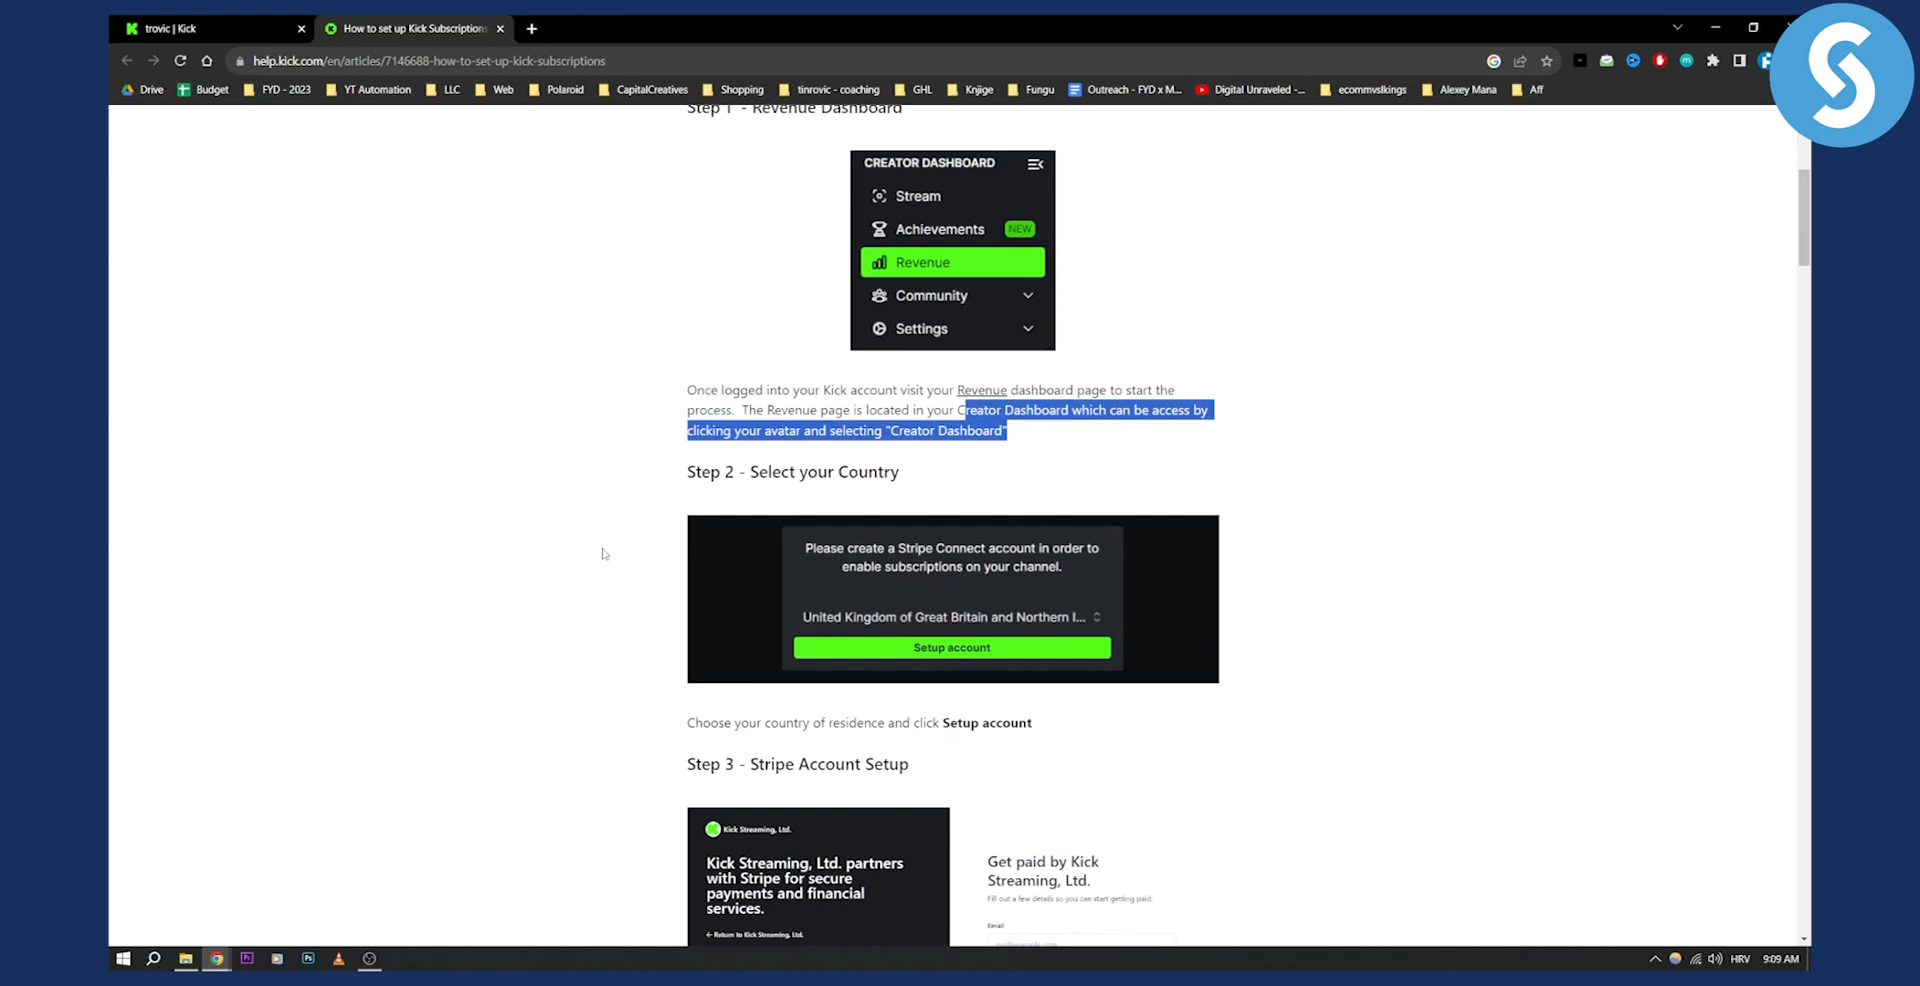 trovic | Kick
How to set up Kick Subscriptions
help.kick.com/en/articles/7146688-how-to-set-up-kick-subscriptions
Drive Budget FYD - 2023 YT Automation LLC Web Polaroid CapitalCreatives Shopping tinrovic - coaching GHL Knjige Fungu Outreach - FYD x M... Digital Unraveled -... ecommvslkings Alexey Mana Aff
Step 1 - Revenue Dashboard
CREATOR DASHBOARD
Stream
Achievements NEW
Revenue
Community
Settings
Once logged into your Kick account visit your Revenue dashboard page to start the
process. The Revenue page is located in your Creator Dashboard which can be access by
clicking your avatar and selecting "Creator Dashboard"
Step 2 - Select your Country
Please create a Stripe Connect account in order to
enable subscriptions on your channel.
United Kingdom of Great Britain and Northern I...
Setup account
Choose your country of residence and click Setup account
Step 3 - Stripe Account Setup
Kick Streaming, Ltd.
Kick Streaming, Ltd. partners
with Stripe for secure
payments and financial
services.
← Return to Kick Streaming, Ltd.
Get paid by Kick
Streaming, Ltd.
Fill out a few details so you can start getting paid.
Email
HRV 9:09 AM